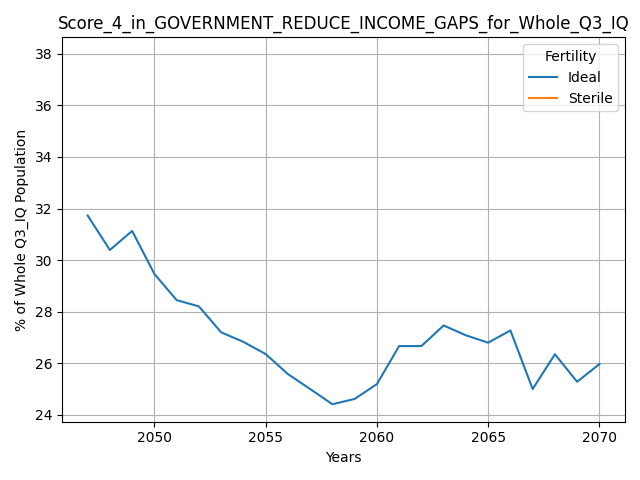 Score_4_in_GOVERNMENT_REDUCE_INCOME_GAPS_for_Whole_Q3_IQ
Fertility
Ideal
Sterile
% of Whole Q3_IQ Population
38
36
34
32
30
28
26
24
2050
2055
2060
2065
2070
Years